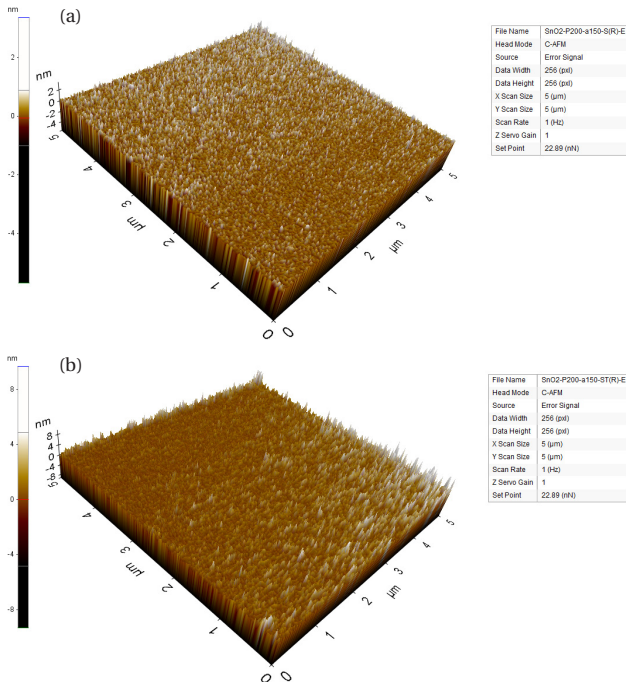 (a)
nm
2
0
-2
-4
nm
2
0
-2
-4
5
4
3
2
1
0
µm
0
1
2
3
4
5
µm
File Name SnO2-P200-a150-S(R)-E
Head Mode C-AFM
Source Error Signal
Data Width 256 (pxl)
Data Height 256 (pxl)
X Scan Size 5 (µm)
Y Scan Size 5 (µm)
Scan Rate 1 (Hz)
Z Servo Gain 1
Set Point 22.89 (nN)
(b)
nm
8
4
0
-4
-8
nm
8
4
0
-4
-8
5
4
3
2
1
0
µm
0
1
2
3
4
5
µm
File Name SnO2-P200-a150-ST(R)-E
Head Mode C-AFM
Source Error Signal
Data Width 256 (pxl)
Data Height 256 (pxl)
X Scan Size 5 (µm)
Y Scan Size 5 (µm)
Scan Rate 1 (Hz)
Z Servo Gain 1
Set Point 22.89 (nN)